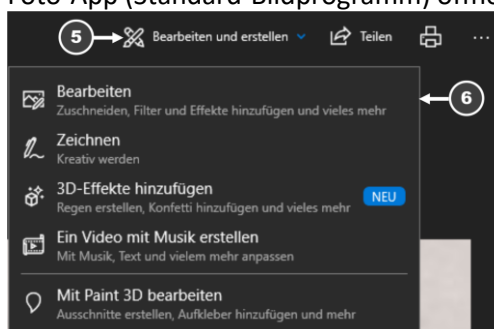 Foto-App (Standard-Bildprogramm) öffne
5 Bearbeiten und erstellen Teilen ...
Bearbeiten
Zuschneiden, Filter und Effekte hinzufügen und vieles mehr
6
Zeichnen
Kreativ werden
3D-Effekte hinzufügen
Regen erstellen, Konfetti hinzufügen und vieles mehr NEU
Ein Video mit Musik erstellen
Mit Musik, Text und vielem mehr anpassen
Mit Paint 3D bearbeiten
Ausschnitte erstellen, Aufkleber hinzufügen und mehr